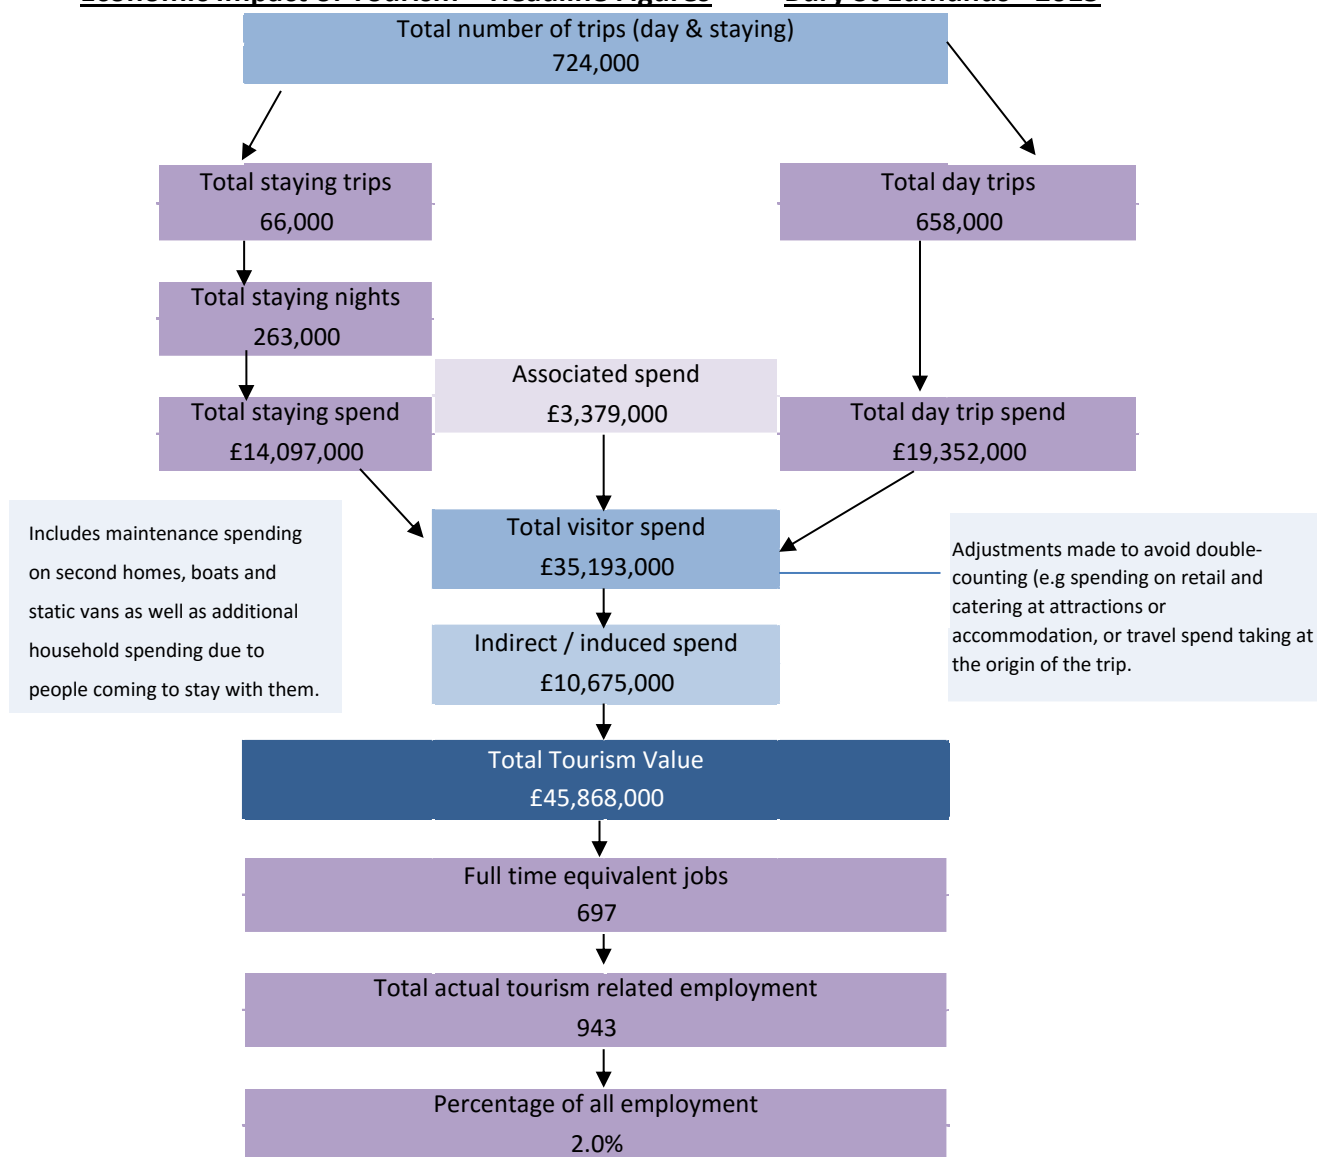 Economic Impact of Tourism – Headline Figures
Total number of trips (day & staying)
724,000
Total staying trips
66,000
Total day trips
658,000
Total staying nights
263,000
Associated spend
£3,379,000
Total staying spend
£14,097,000
Total day trip spend
£19,352,000
Includes maintenance spending
on second homes, boats and
static vans as well as additional
household spending due to
people coming to stay with them.
Total visitor spend
£35,193,000
Adjustments made to avoid double-
counting (e.g spending on retail and
catering at attractions or
accommodation, or travel spend taking at
the origin of the trip.
Indirect / induced spend
£10,675,000
Total Tourism Value
£45,868,000
Full time equivalent jobs
697
Total actual tourism related employment
943
Percentage of all employment
2.0%